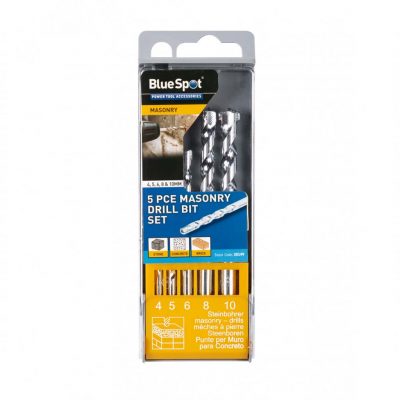 BlueSpot®
POWER TOOL ACCESSORIES
MASONRY
4, 5, 6, 8 & 10MM
5 PCE MASONRY
DRILL BIT
SET
STONE
CONCRETE
BRICK
4 5 6 8 10
Steinbohrer
masonry - drills
mèches à pierre
Steenboren
Punte per Muro
para Concreto